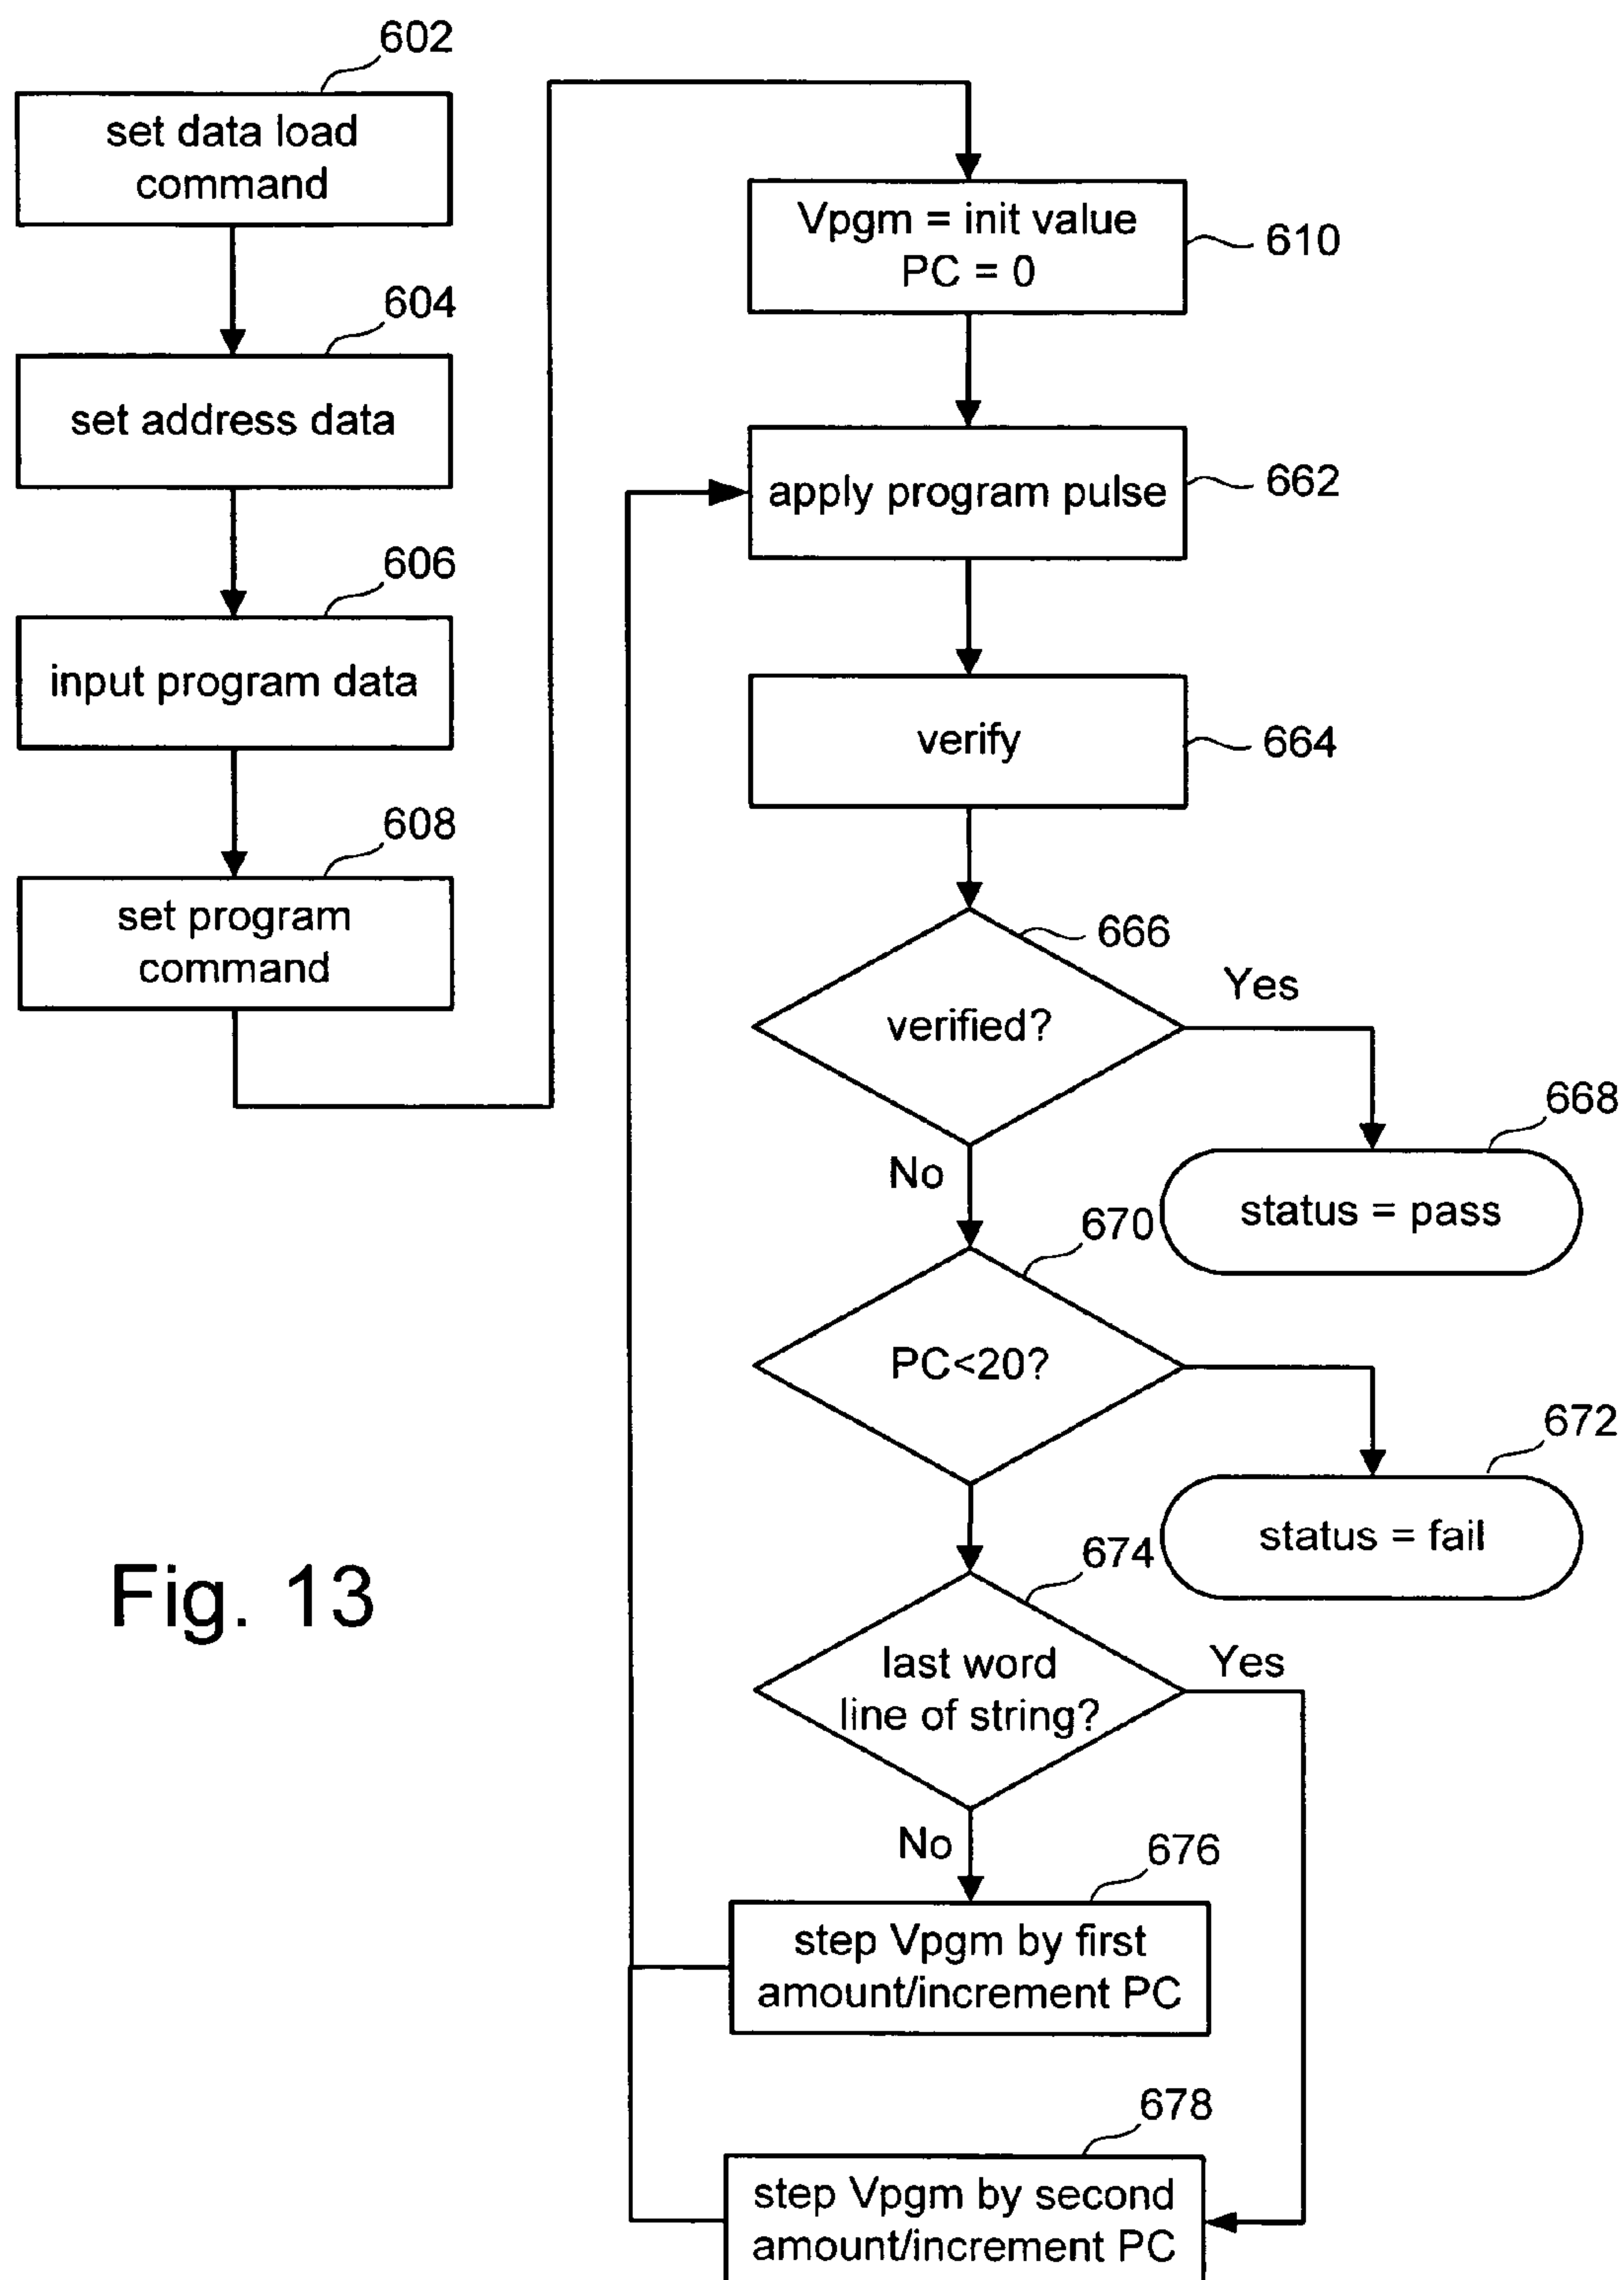 602
set data load
command
604
set address data
606
input program data
608
set program
command
Vpgm = init value
PC = 0
610
apply program pulse
662
verify
664
666
verified?
Yes
668
status = pass
No
670
PC<20?
672
status = fail
674
last word
line of string?
Yes
No
676
step Vpgm by first
amount/increment PC
678
step Vpgm by second
amount/increment PC
Fig. 13